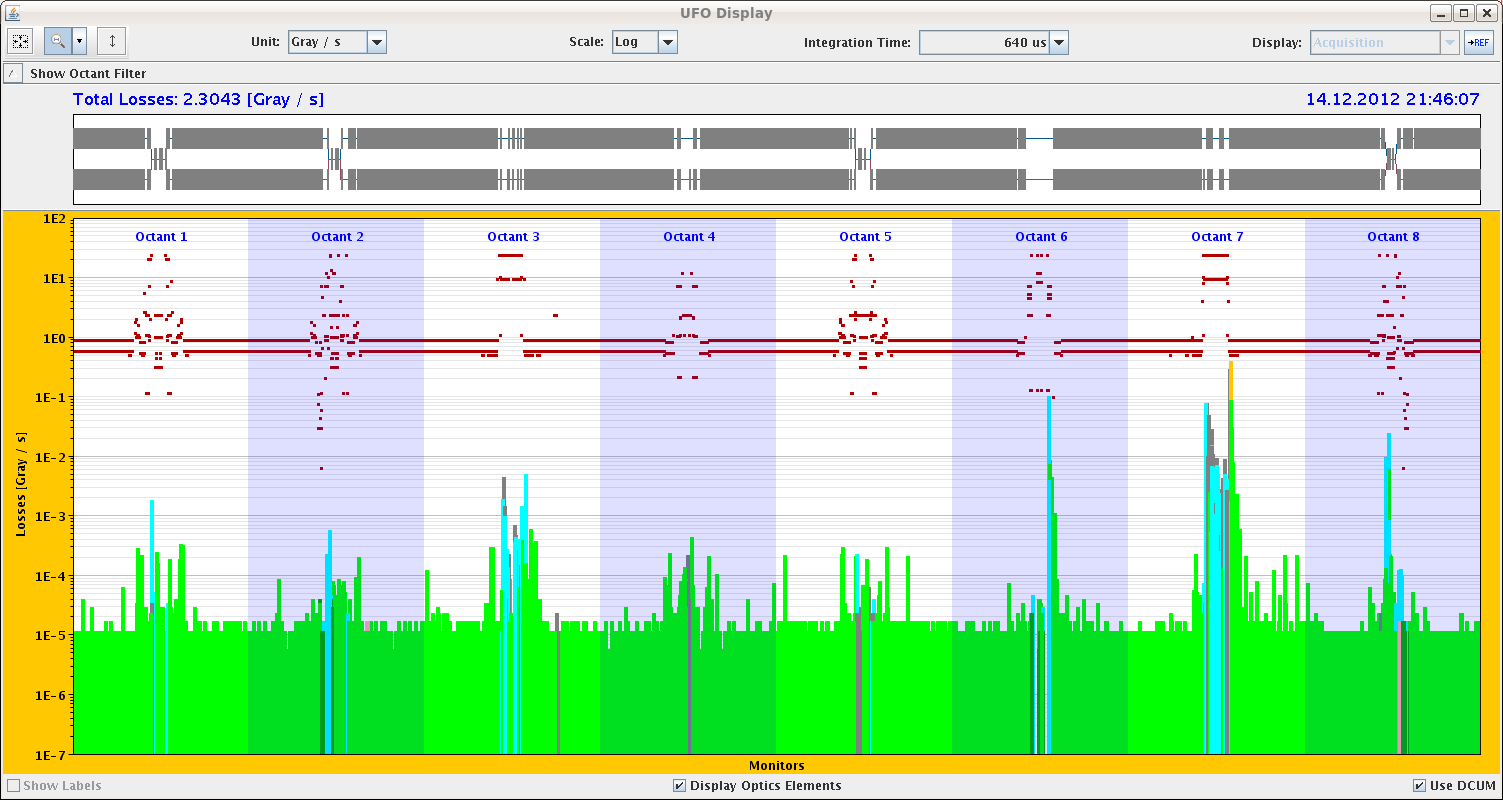 UFO Display
Unit: Gray / s Scale: Log Integration Time: 640 us Display: Acquisition REF
Show Octant Filter
Total Losses: 2.3043 [Gray / s] 14.12.2012 21:46:07
1E2
Octant 1 Octant 2 Octant 3 Octant 4 Octant 5 Octant 6 Octant 7 Octant 8
1E1
1E0
1E-1
1E-2
1E-3
1E-4
1E-5
1E-6
1E-7
Losses [Gray / s]
Monitors
Show Labels Display Optics Elements Use DCUM